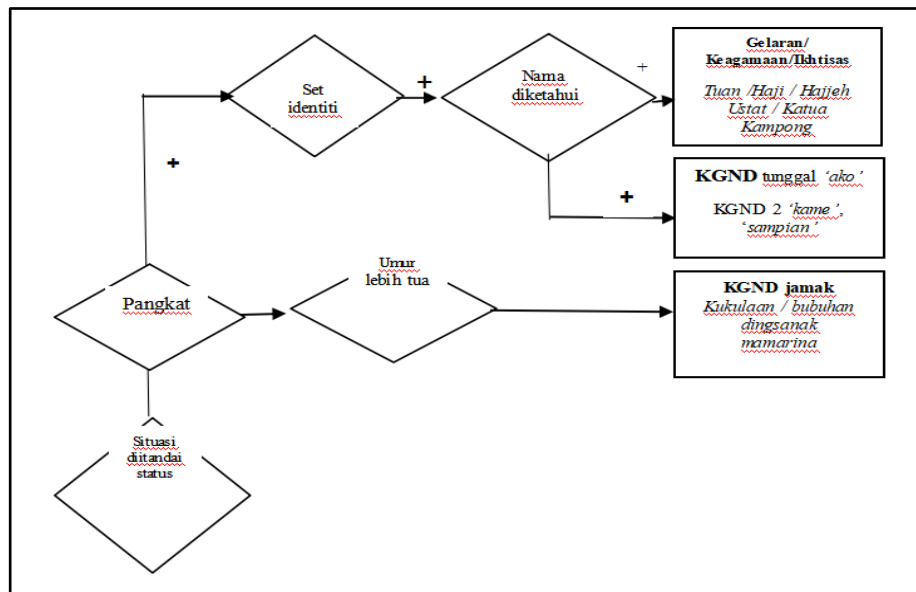 Set
identiti
+
Nama
diketahui
+
Gelaran/
Keagamaan/Ikhtisas
Tuan /Haji / Hajjeh
Ustat / Katua
Kampong
+
+
KGND tunggal ‘ako’
KGND 2 ‘kame’,
‘sampian’
Pangkat
Umur
lebih tua
KGND jamak
Kukulaan / bubuhan
dingsanak
mamarina
Situasi
diitandai
status